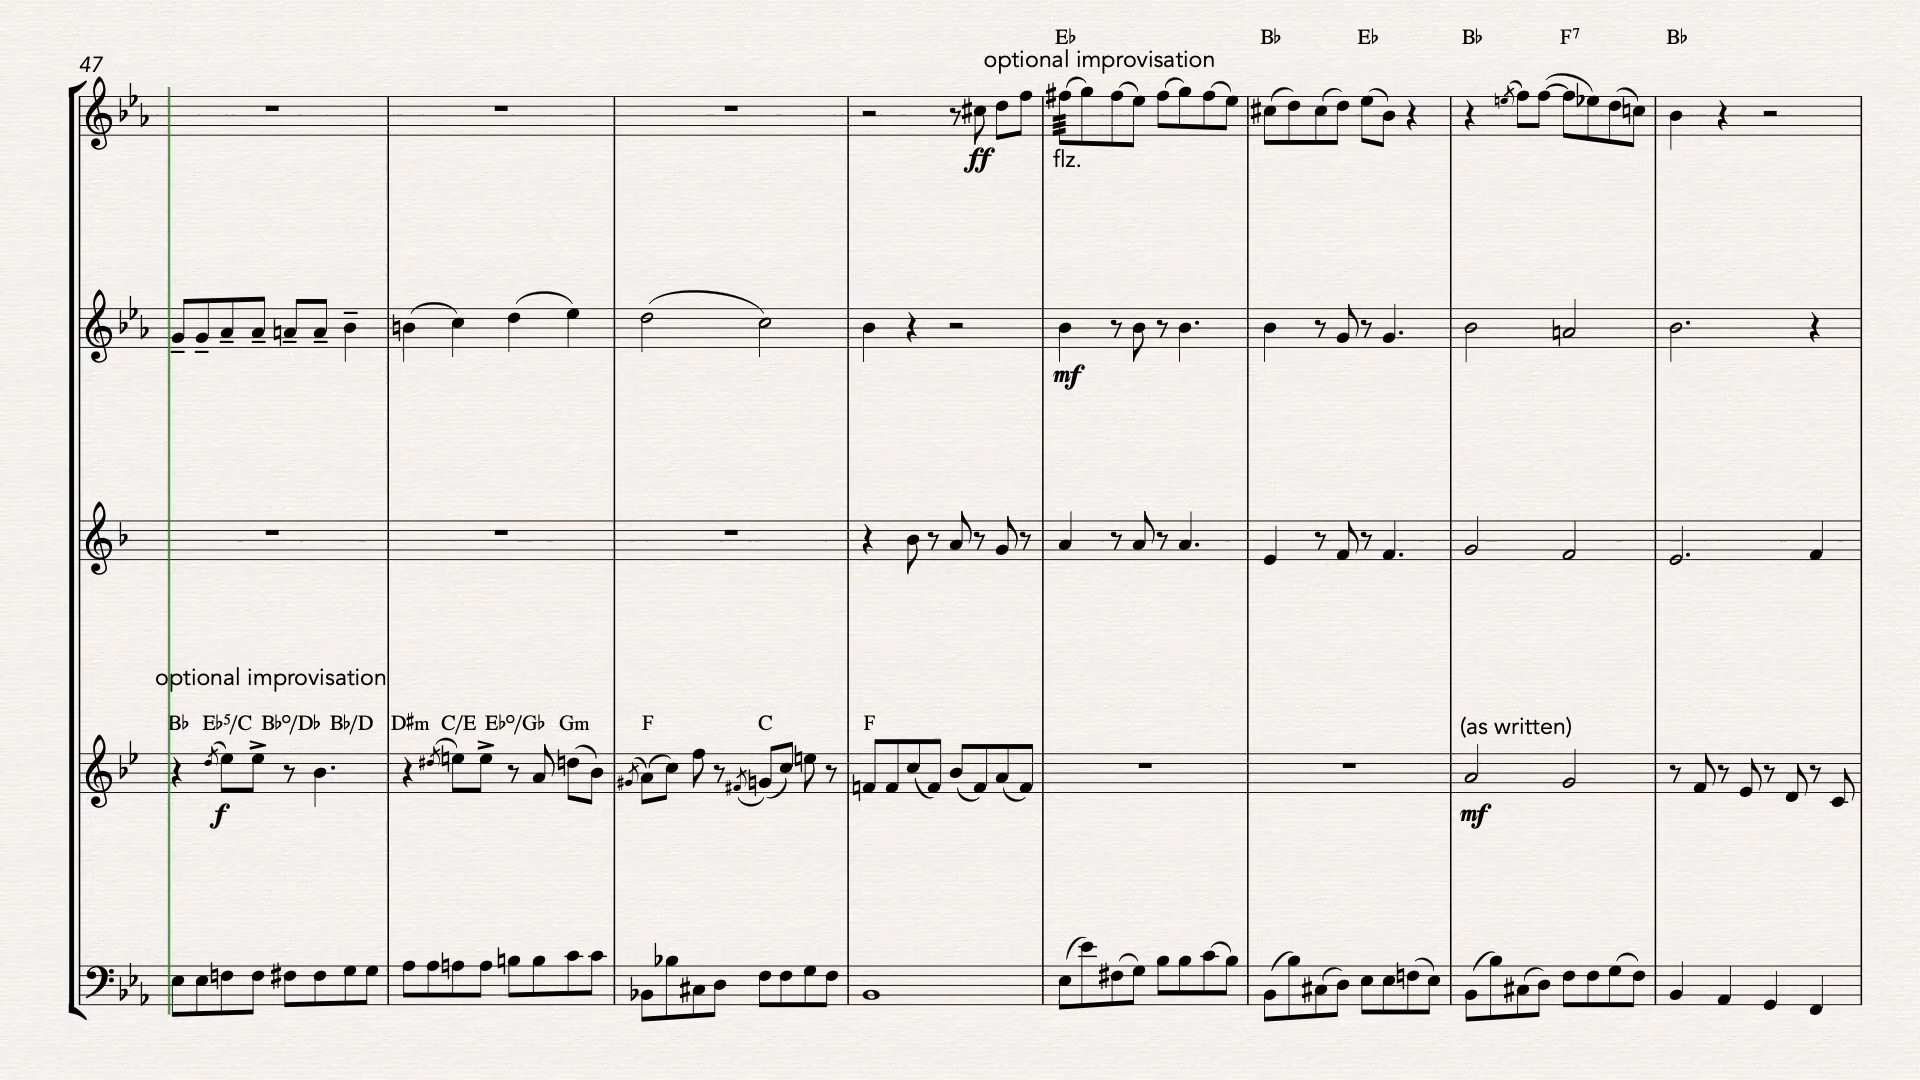 E♭ B♭ E♭ B♭ F7 B♭
47
optional improvisation
ff
flz.
mf
optional improvisation
B♭ E♭5/C B♭o/D♭ B♭/D D#m C/E E♭o/G♭ Gm F C F
(as written)
f
mf